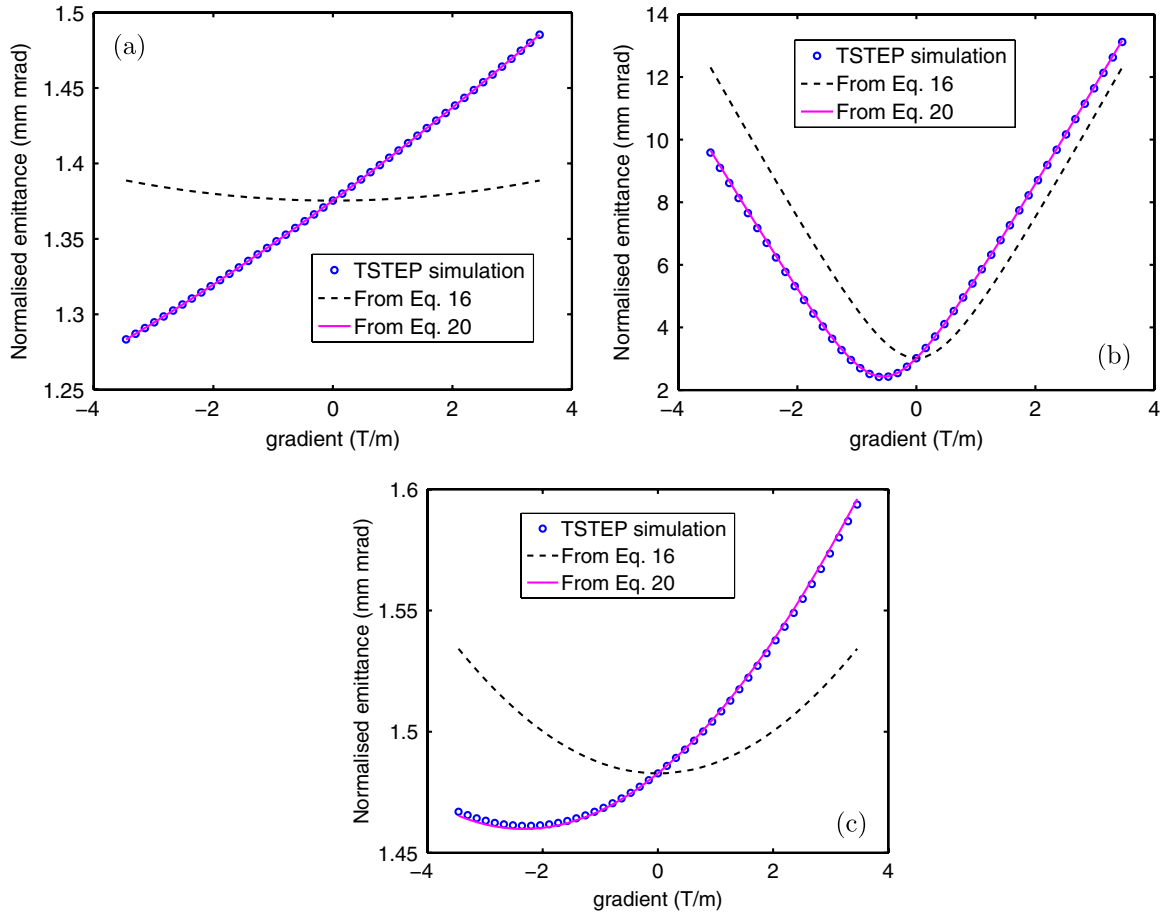 (a)
Normalised emittance (mm mrad)
1.5
1.45
1.4
1.35
1.3
1.25
−4
−2
0
2
4
gradient (T/m)
TSTEP simulation
From Eq. 16
From Eq. 20
(b)
Normalised emittance (mm mrad)
14
12
10
8
6
4
2
−4
−2
0
2
4
gradient (T/m)
TSTEP simulation
From Eq. 16
From Eq. 20
(c)
Normalised emittance (mm mrad)
1.6
1.55
1.5
1.45
−4
−2
0
2
4
gradient (T/m)
TSTEP simulation
From Eq. 16
From Eq. 20